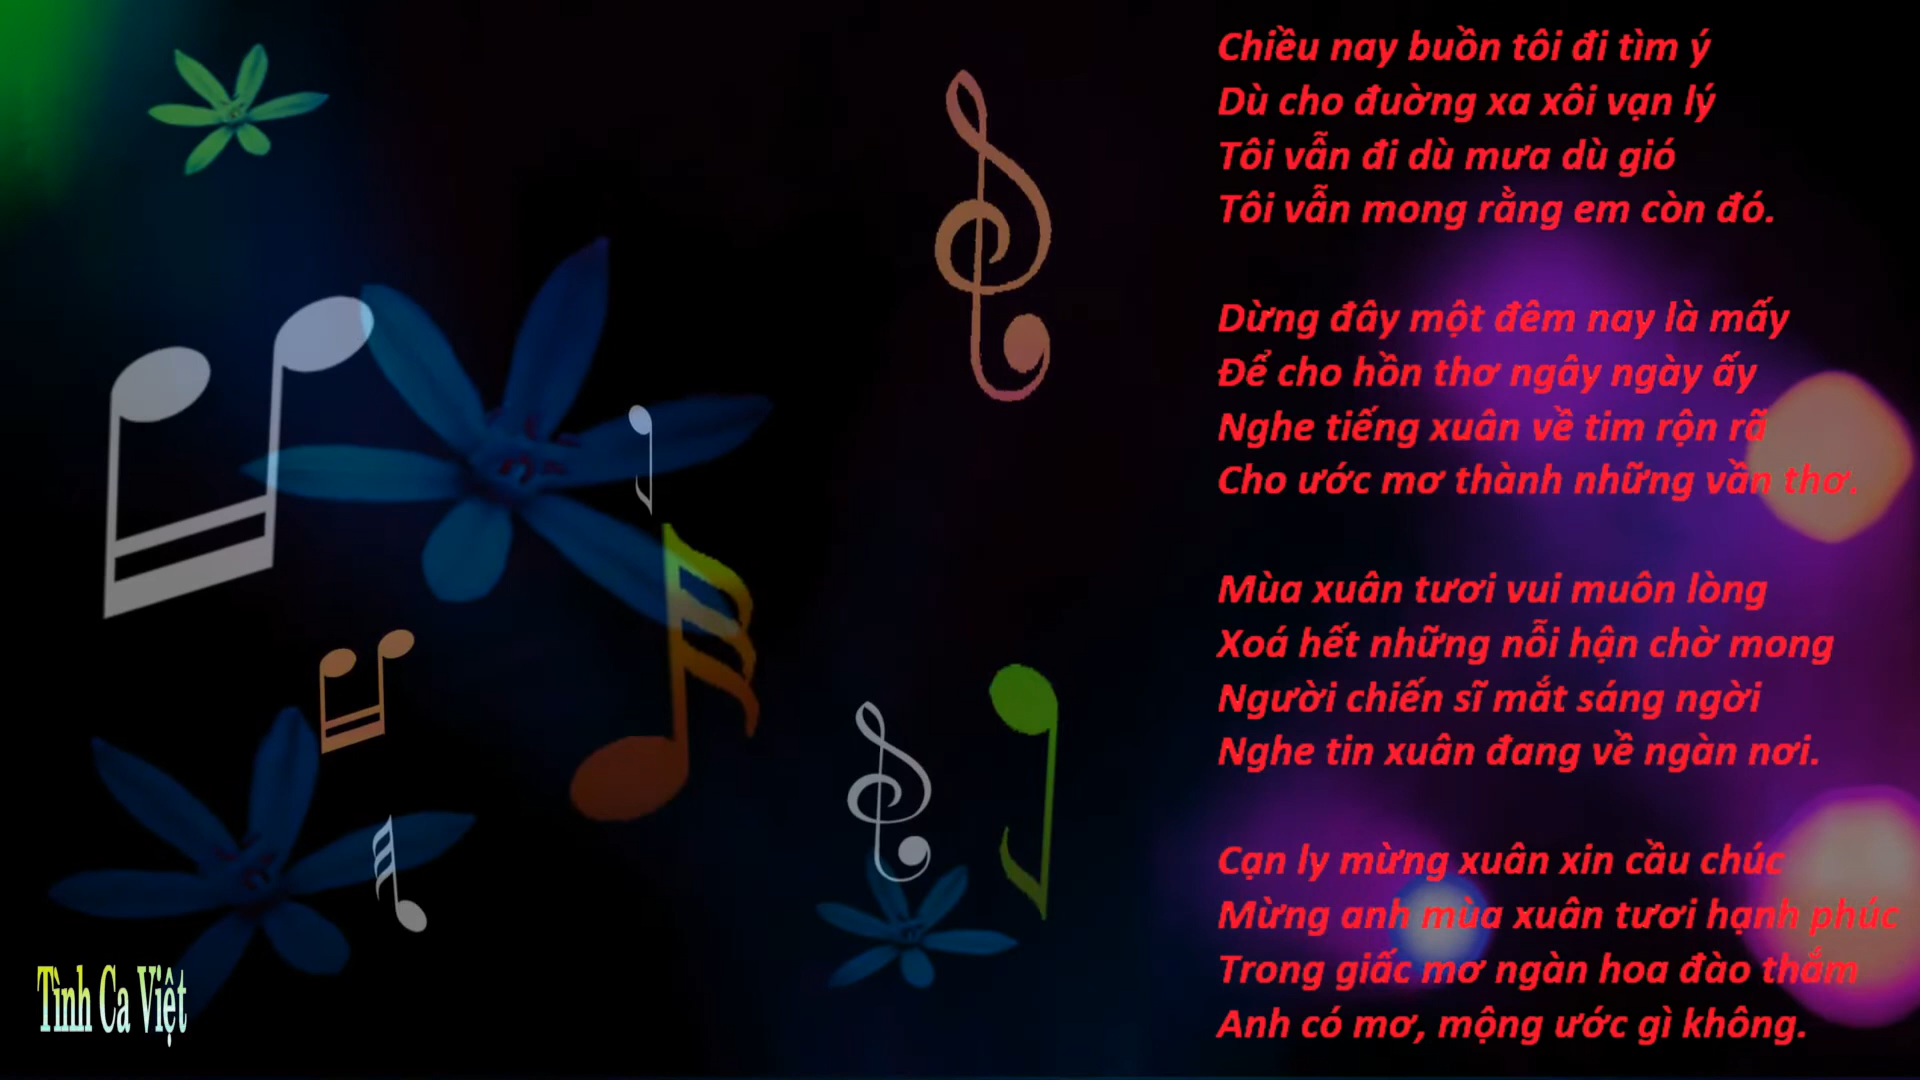 Chiều nay buồn tôi đi tìm ý
Dù cho đuờng xa xôi vạn lý
Tôi vẫn đi dù mưa dù gió
Tôi vẫn mong rằng em còn đó.
Dừng đây một đêm nay là mấy
Để cho hồn thơ ngây ngày ấy
Nghe tiếng xuân về tim rộn rã
Cho ước mơ thành những vần thơ.
Mùa xuân tươi vui muôn lòng
Xoá hết những nỗi hận chờ mong
Người chiến sĩ mắt sáng ngời
Nghe tin xuân đang về ngàn nơi.
Cạn ly mừng xuân xin cầu chúc
Mừng anh mùa xuân tươi hạnh phúc
Trong giấc mơ ngàn hoa đào thắm
Anh có mơ, mộng ước gì không.
Tình Ca Việt